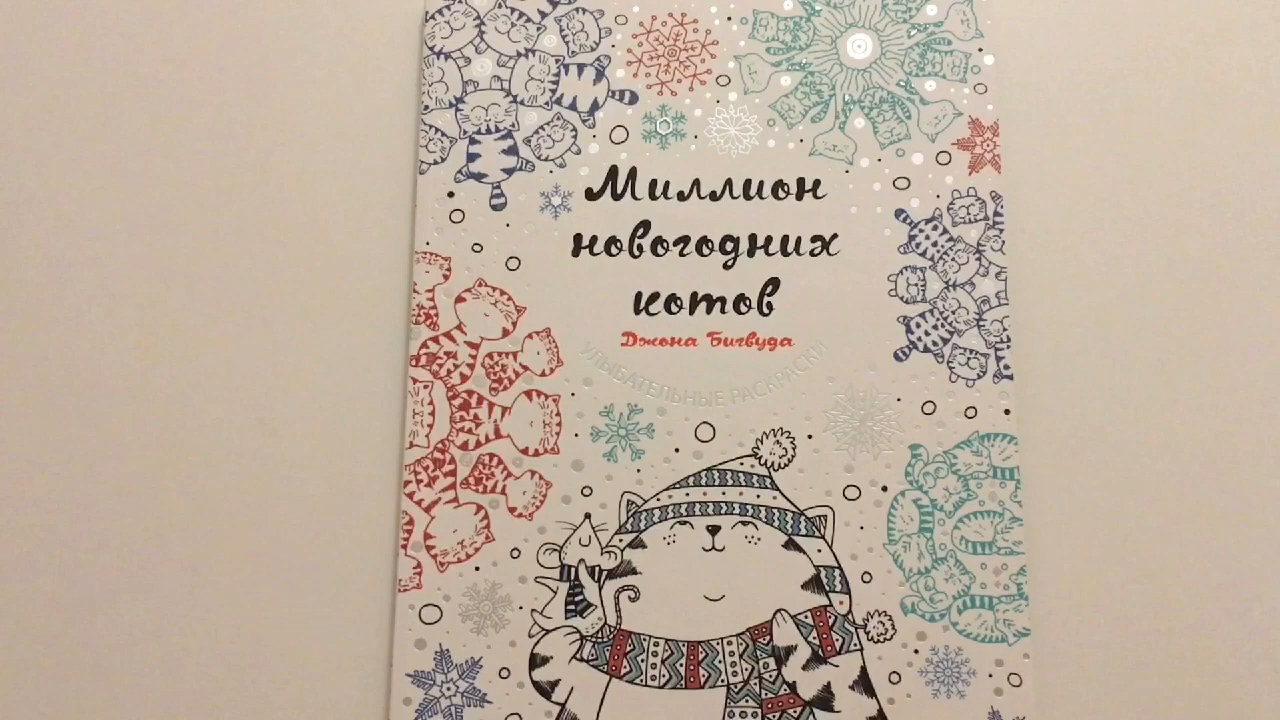 Миллион
новогодних
котов
Джона Бигвуда
УЛЫБАТЕЛЬНЫЕ РАСКРАСКИ